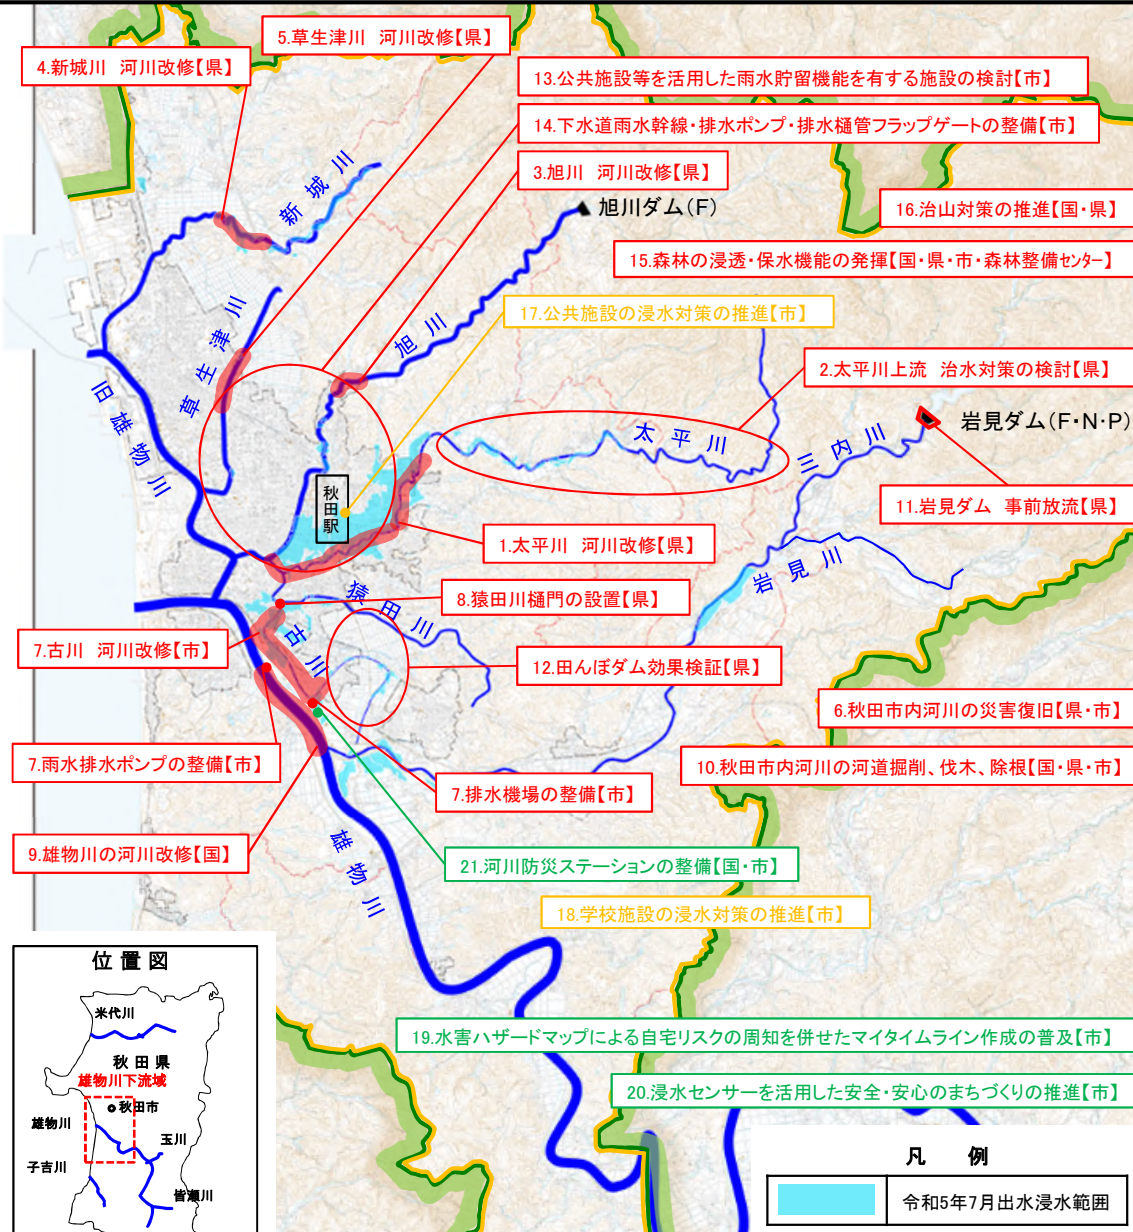 5.草生津川 河川改修【県】
4.新城川 河川改修【県】
13.公共施設等を活用した雨水貯留機能を有する施設の検討【市】
14.下水道雨水幹線・排水ポンプ・排水樋管フラップゲートの整備【市】
3.旭川 河川改修【県】
新城川
旭川ダム(F)
16.治山対策の推進【国・県】
15.森林の浸透・保水機能の発揮【国・県・市・森林整備センター】
17.公共施設の浸水対策の推進【市】
草生津川
旭川
2.太平川上流 治水対策の検討【県】
旧雄物川
太平川
三内川
岩見ダム(F・N・P)
秋田駅
11.岩見ダム 事前放流【県】
1.太平川 河川改修【県】
岩見川
猿田川
8.猿田川樋門の設置【県】
古川
7.古川 河川改修【市】
12.田んぼダム効果検証【県】
6.秋田市内河川の災害復旧【県・市】
7.雨水排水ポンプの整備【市】
10.秋田市内河川の河道掘削、伐木、除根【国・県・市】
7.排水機場の整備【市】
9.雄物川の河川改修【国】
雄物川
21.河川防災ステーションの整備【国・市】
18.学校施設の浸水対策の推進【市】
19.水害ハザードマップによる自宅リスクの周知を併せたマイタイムライン作成の普及【市】
20.浸水センサーを活用した安全・安心のまちづくりの推進【市】
位置図
米代川
秋田県
雄物川下流域
秋田市
雄物川
玉川
子吉川
皆瀬川
凡例
令和5年7月出水浸水範囲